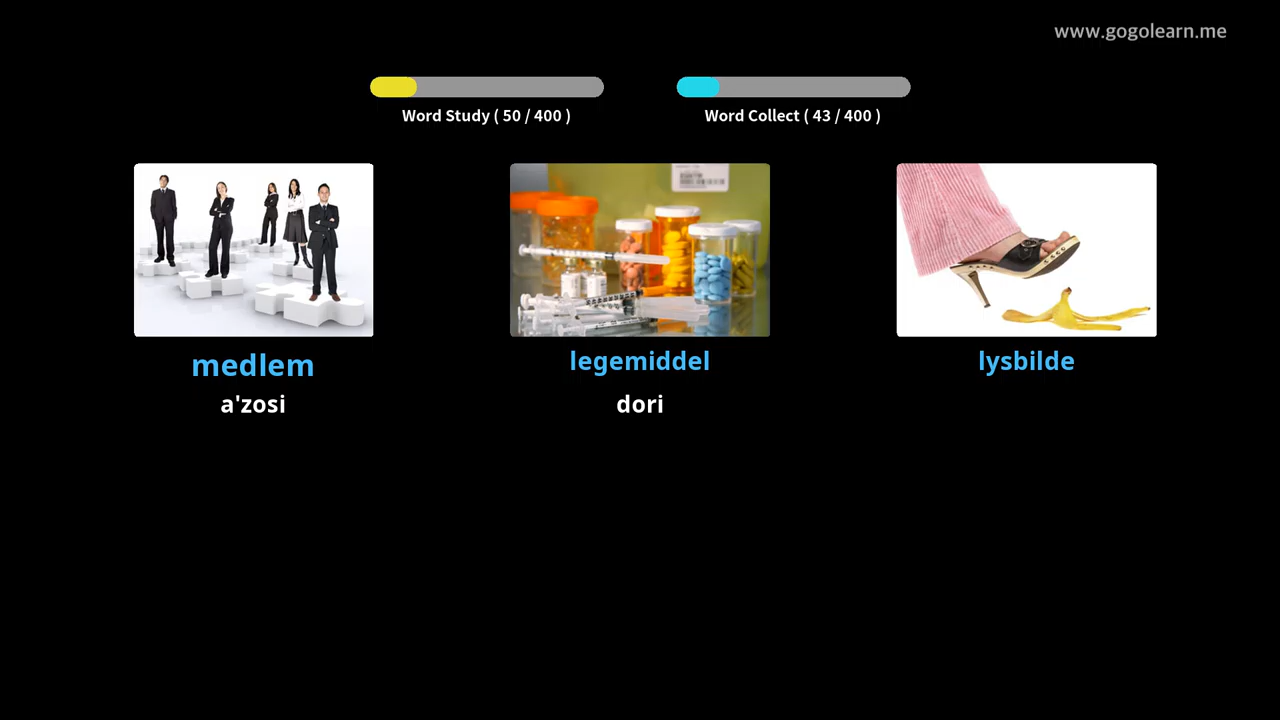 www.gogolearn.me
Word Study ( 50 / 400 )
Word Collect ( 43 / 400 )
medlem
legemiddel
lysbilde
a'zosi
dori